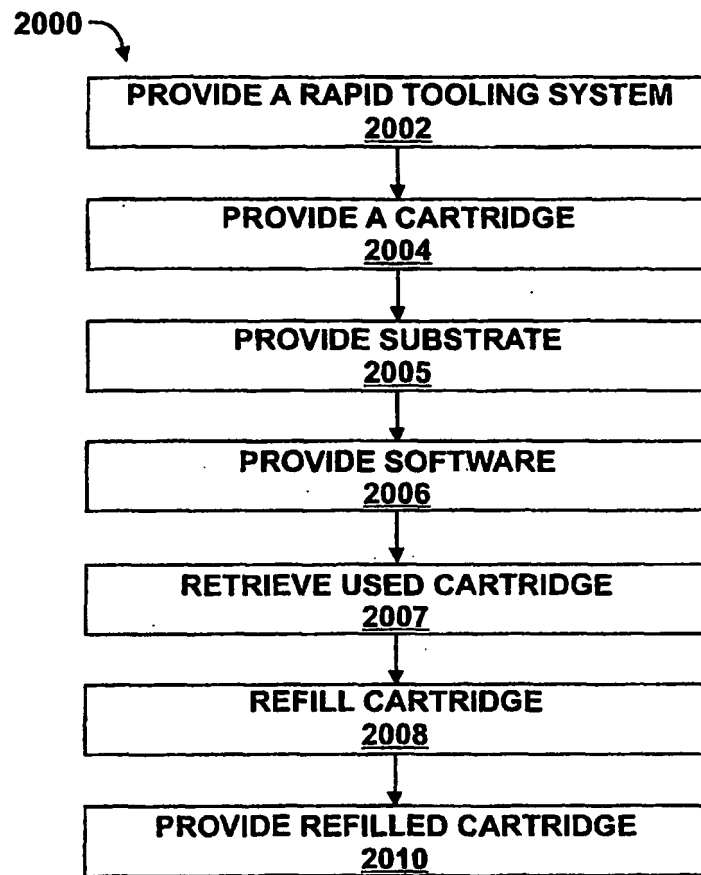 2000
PROVIDE A RAPID TOOLING SYSTEM
2002
PROVIDE A CARTRIDGE
2004
PROVIDE SUBSTRATE
2005
PROVIDE SOFTWARE
2006
RETRIEVE USED CARTRIDGE
2007
REFILL CARTRIDGE
2008
PROVIDE REFILLED CARTRIDGE
2010